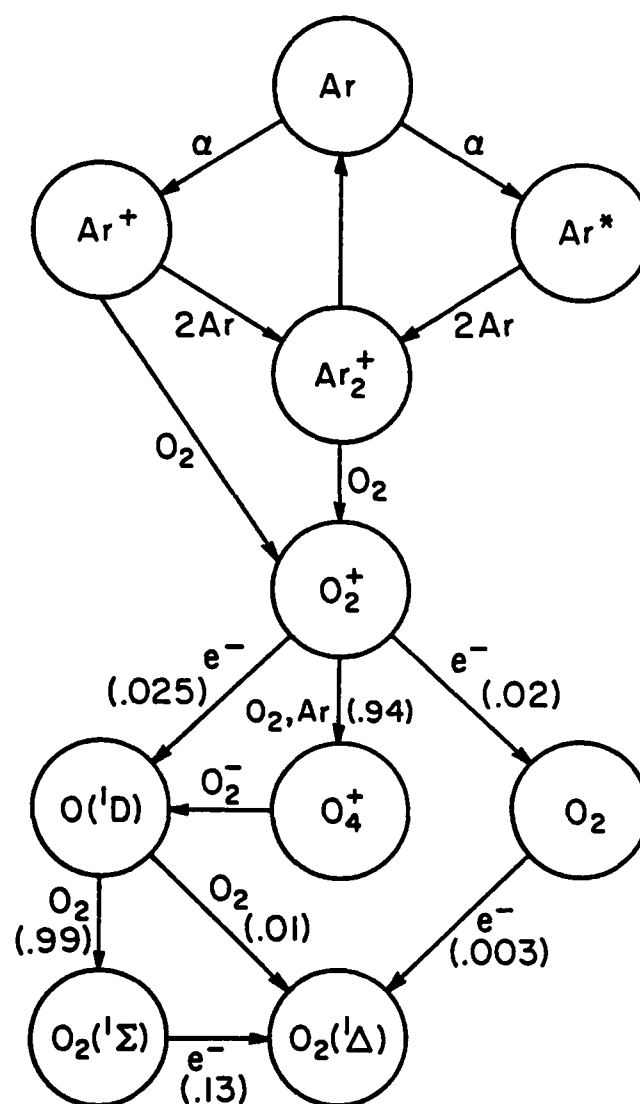 Ar
α
α
Ar⁺
Ar*
2Ar
2Ar
Ar₂⁺
O₂
O₂
O₂⁺
e⁻
(.025)
O₂, Ar (.94)
e⁻
(.02)
O(¹D)
O₂⁻
O₄⁺
O₂
O₂
(.99)
O₂
(.01)
e⁻
(.003)
O₂(¹Σ)
e⁻
(.13)
O₂(¹Δ)